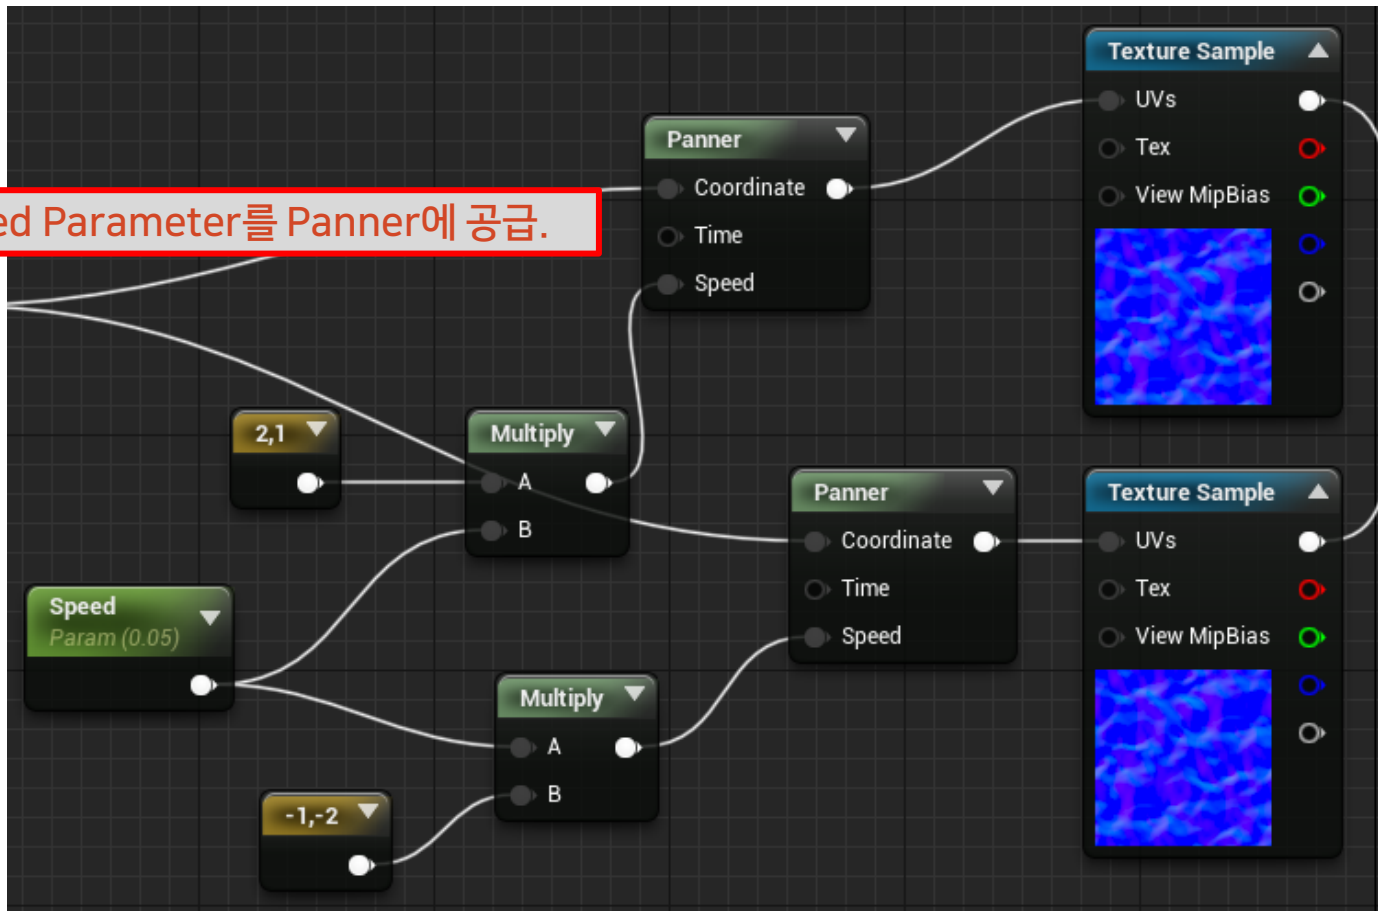 Texture Sample
UVs
Tex
View MipBias
Panner
Coordinate
Time
Speed
Parameter를 Panner에 공급.
2,1
Multiply
A
B
Panner
Coordinate
Time
Speed
Texture Sample
UVs
Tex
View MipBias
Speed
Param (0.05)
Multiply
A
B
-1,-2